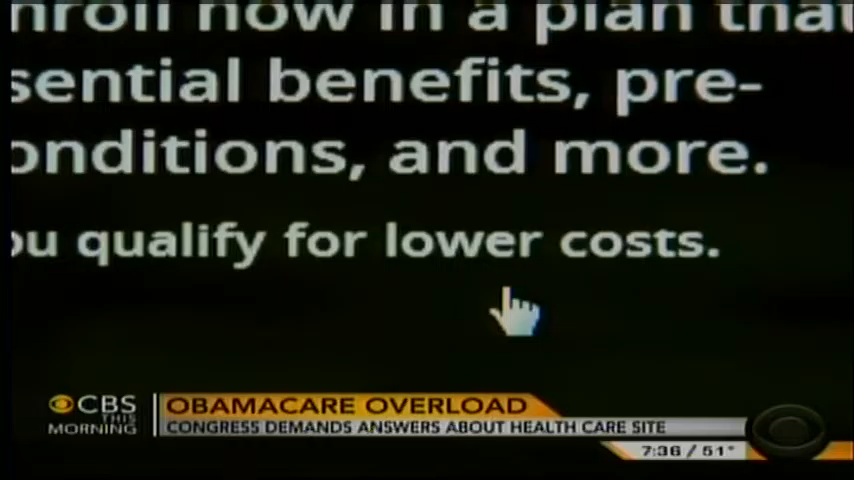 nroll now in a plan that
sential benefits, pre-
onditions, and more.
ou qualify for lower costs.
CBS
THIS
MORNING
OBAMACARE OVERLOAD
CONGRESS DEMANDS ANSWERS ABOUT HEALTH CARE SITE
7:36 / 51°